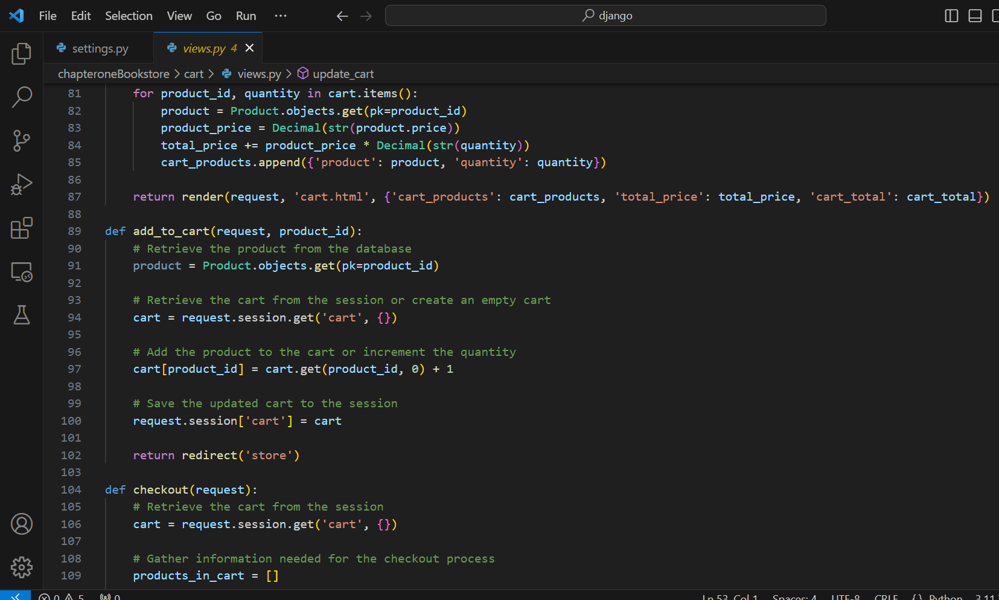 File Edit Selection View Go Run ··· django
settings.py views.py 4
chapteroneBookstore > cart > views.py > update_cart
81 for product_id, quantity in cart.items():
82 product = Product.objects.get(pk=product_id)
83 product_price = Decimal(str(product.price))
84 total_price += product_price * Decimal(str(quantity))
85 cart_products.append({'product': product, 'quantity': quantity})
86
87 return render(request, 'cart.html', {'cart_products': cart_products, 'total_price': total_price, 'cart_total': cart_total})
88
89 def add_to_cart(request, product_id):
90 # Retrieve the product from the database
91 product = Product.objects.get(pk=product_id)
92
93 # Retrieve the cart from the session or create an empty cart
94 cart = request.session.get('cart', {})
95
96 # Add the product to the cart or increment the quantity
97 cart[product_id] = cart.get(product_id, 0) + 1
98
99 # Save the updated cart to the session
100 request.session['cart'] = cart
101
102 return redirect('store')
103
104 def checkout(request):
105 # Retrieve the cart from the session
106 cart = request.session.get('cart', {})
107
108 # Gather information needed for the checkout process
109 products_in_cart = []
0 5 0 Ln 53, Col 1 Spaces: 4 UTF-8 CRLF {} Python 3.11